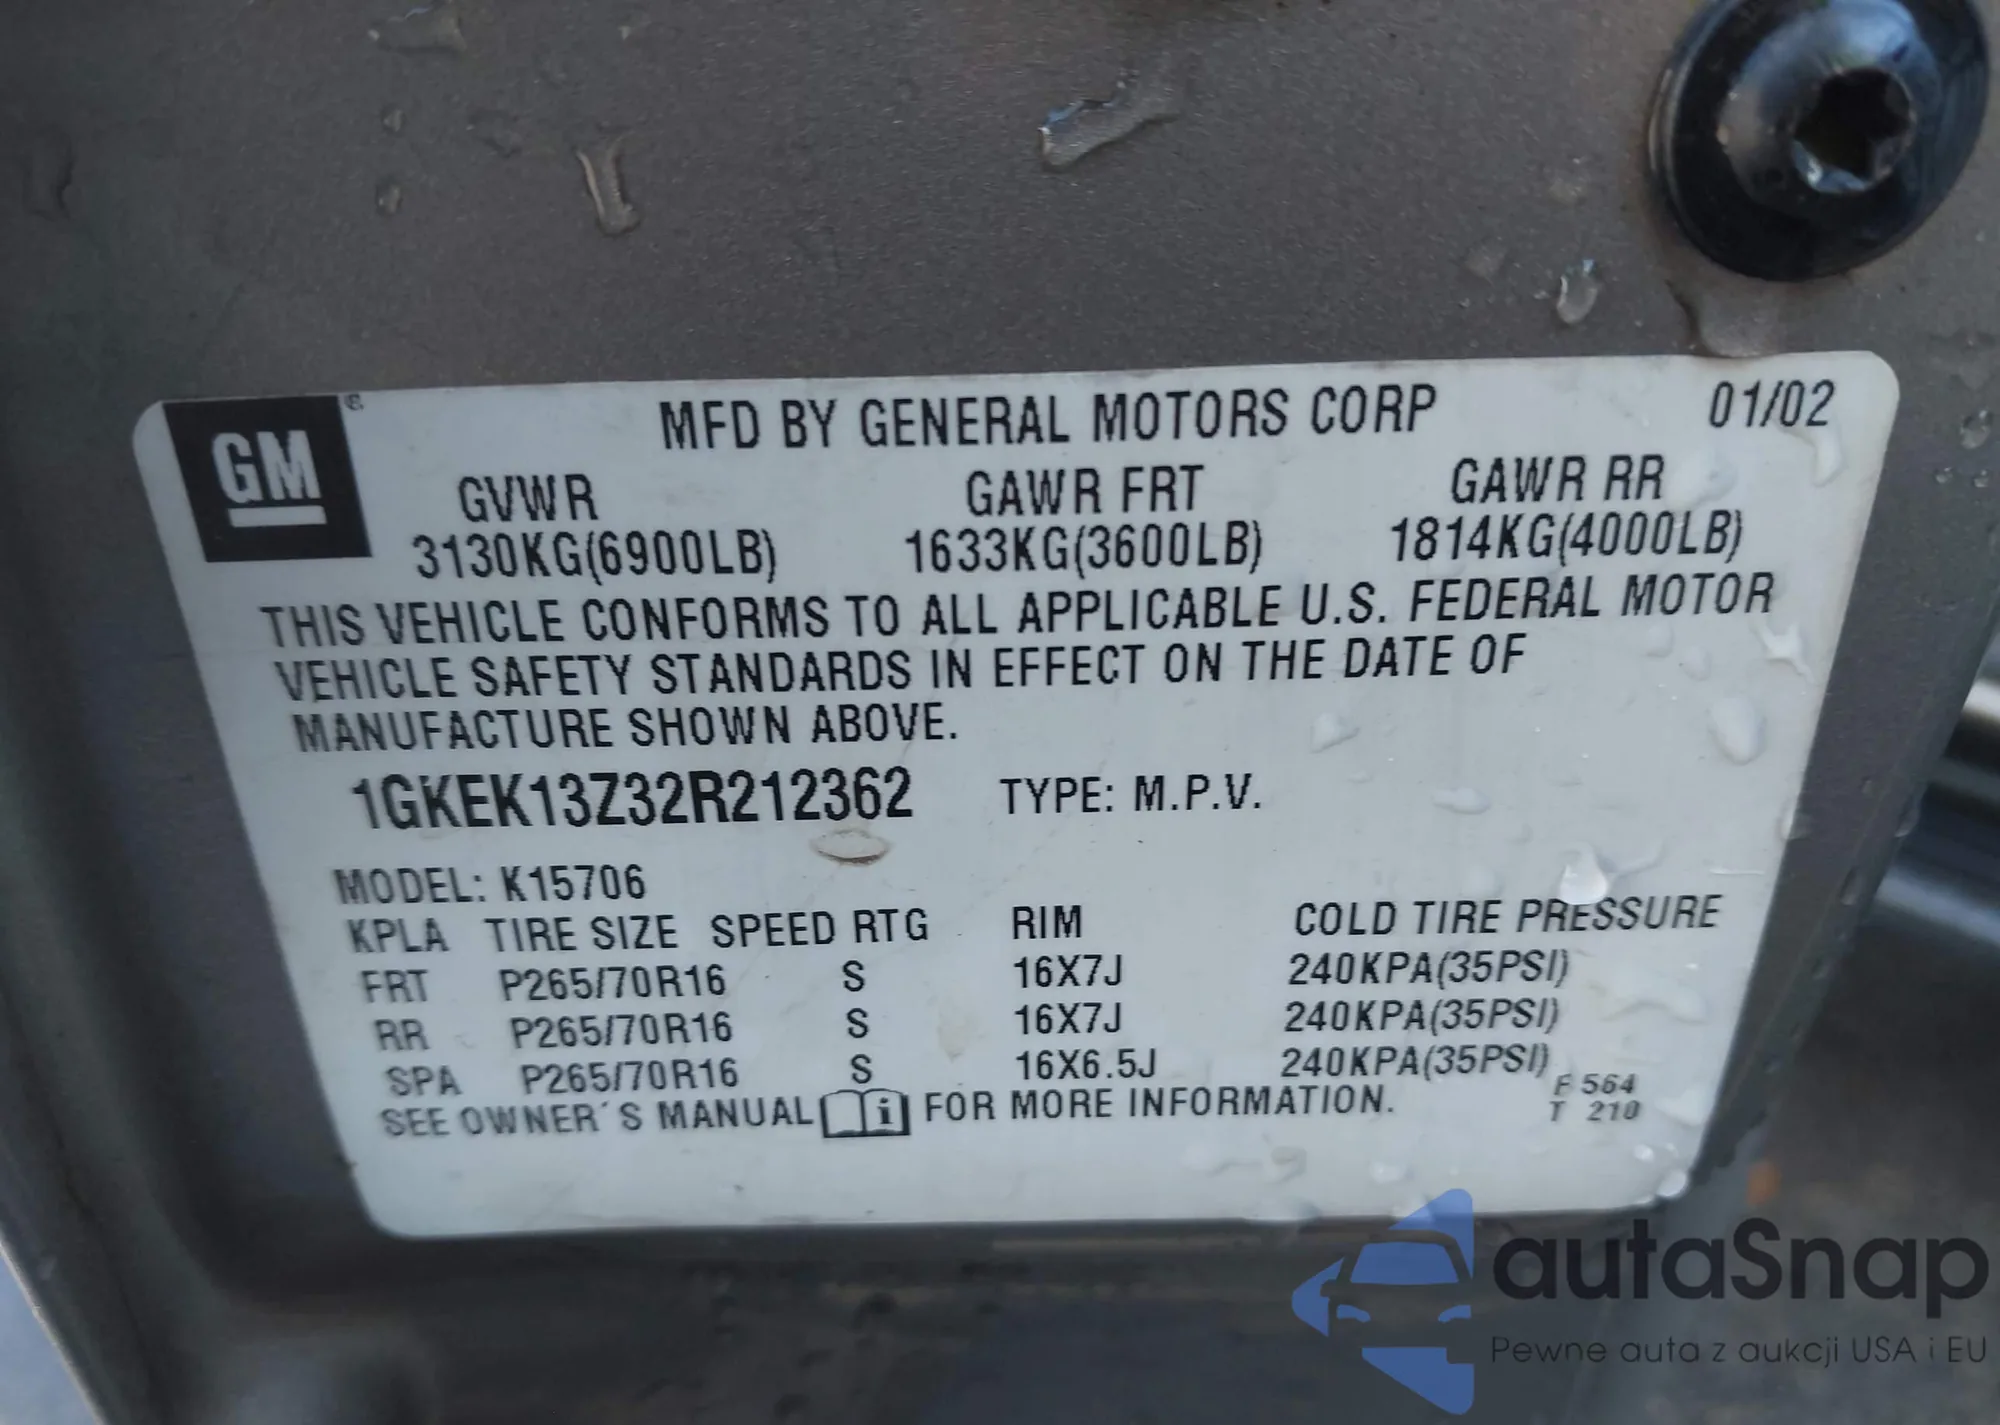 GM ®
MFD BY GENERAL MOTORS CORP 01/02
GVWR GAWR FRT GAWR RR
3130KG(6900LB) 1633KG(3600LB) 1814KG(4000LB)
THIS VEHICLE CONFORMS TO ALL APPLICABLE U.S. FEDERAL MOTOR
VEHICLE SAFETY STANDARDS IN EFFECT ON THE DATE OF
MANUFACTURE SHOWN ABOVE.
1GKEK13Z32R212362 TYPE: M.P.V.
MODEL: K15706
KPLA TIRE SIZE SPEED RTG RIM COLD TIRE PRESSURE
FRT P265/70R16 S 16X7J 240KPA(35PSI)
RR P265/70R16 S 16X7J 240KPA(35PSI)
SPA P265/70R16 S 16X6.5J 240KPA(35PSI)
F 564
SEE OWNER´S MANUAL i FOR MORE INFORMATION. T 210
autaSnap
Pewne auta z aukcji USA i EU